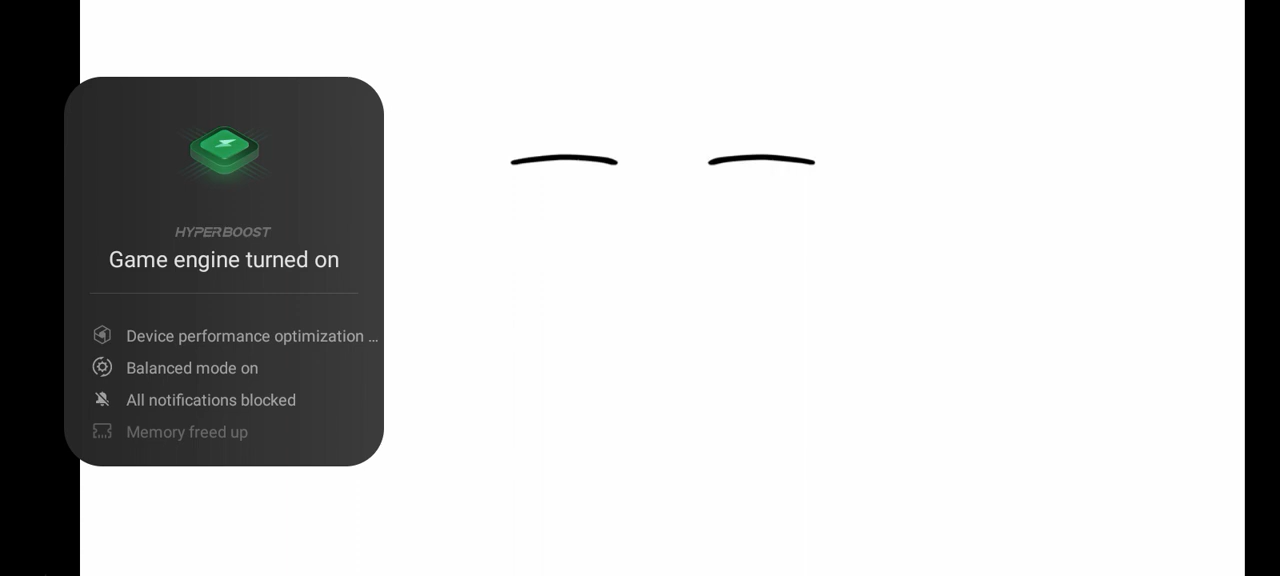 HYPERBOOST
Game engine turned on
Device performance optimization ...
Balanced mode on
All notifications blocked
Memory freed up